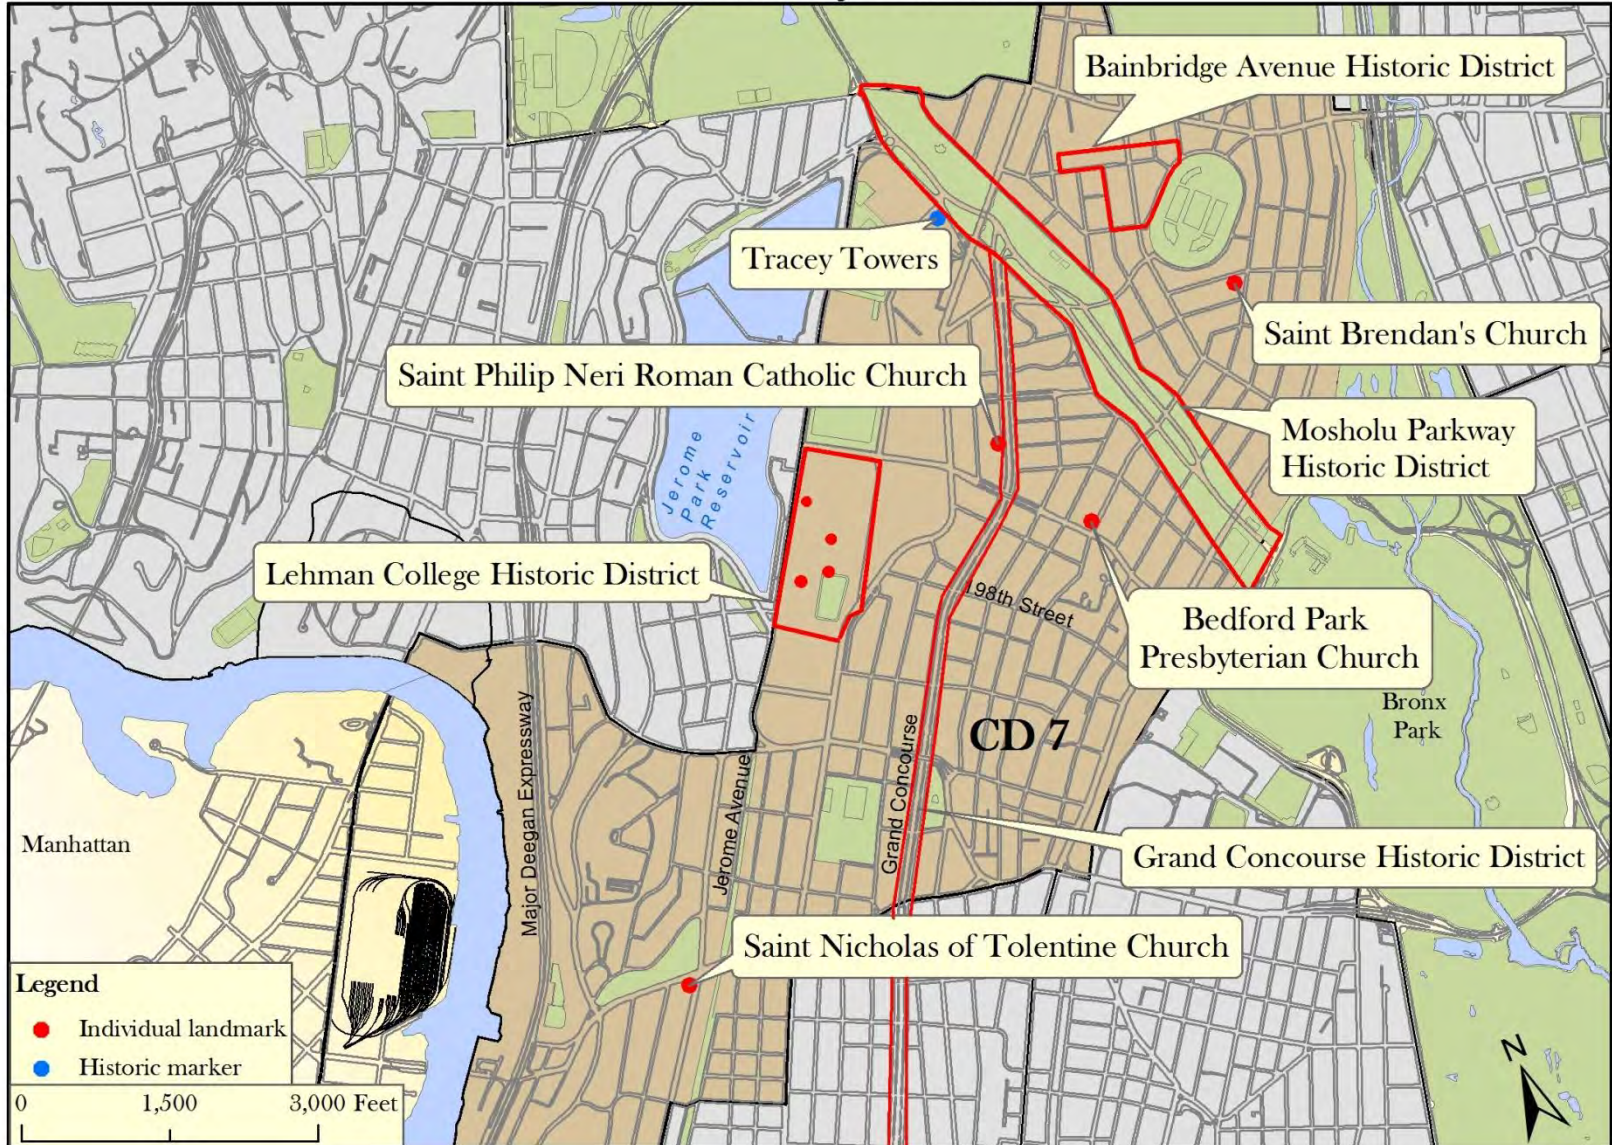 Bainbridge Avenue Historic District
Tracey Towers
Saint Brendan's Church
Saint Philip Neri Roman Catholic Church
Mosholu Parkway
Historic District
Jerome
Park
Reservoir
Lehman College Historic District
198th Street
Bedford Park
Presbyterian Church
Bronx
Park
CD 7
Major Deegan Expressway
Jerome Avenue
Grand Concourse
Manhattan
Grand Concourse Historic District
Saint Nicholas of Tolentine Church
Legend
Individual landmark
Historic marker
0 1,500 3,000 Feet
N